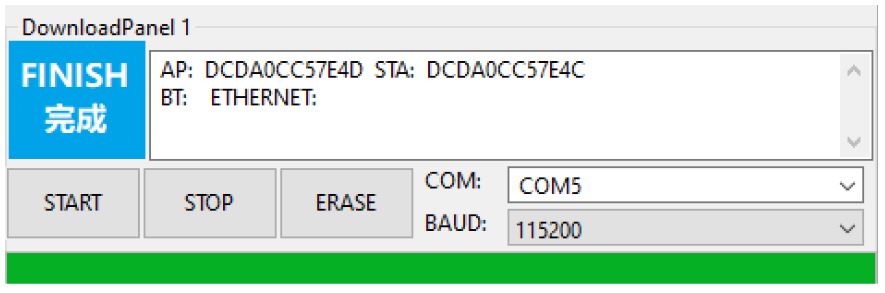 DownloadPanel 1
FINISH
完成
AP: DCDA0CC57E4D STA: DCDA0CC57E4C
BT: ETHERNET:
START
STOP
ERASE
COM:
COM5
BAUD:
115200